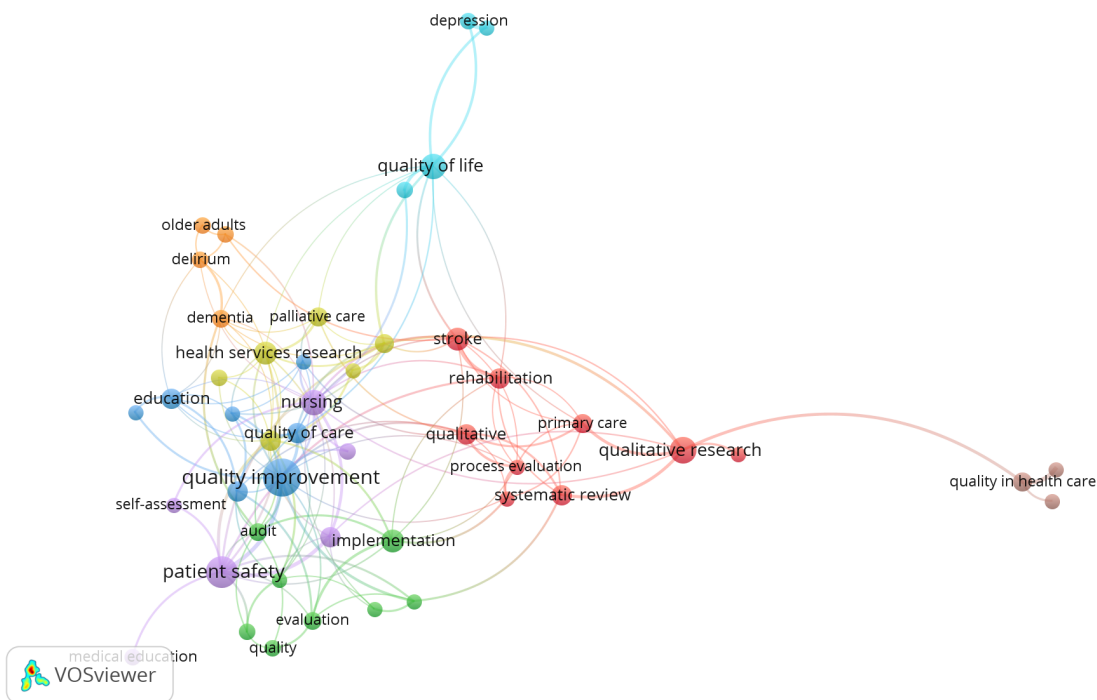 depression
quality of life
older adults
delirium
dementia
palliative care
stroke
health services research
rehabilitation
education
nursing
primary care
qualitative
quality of care
qualitative research
process evaluation
quality improvement
quality in health care
systematic review
self-assessment
audit
implementation
patient safety
evaluation
quality
medical education
VOSviewer